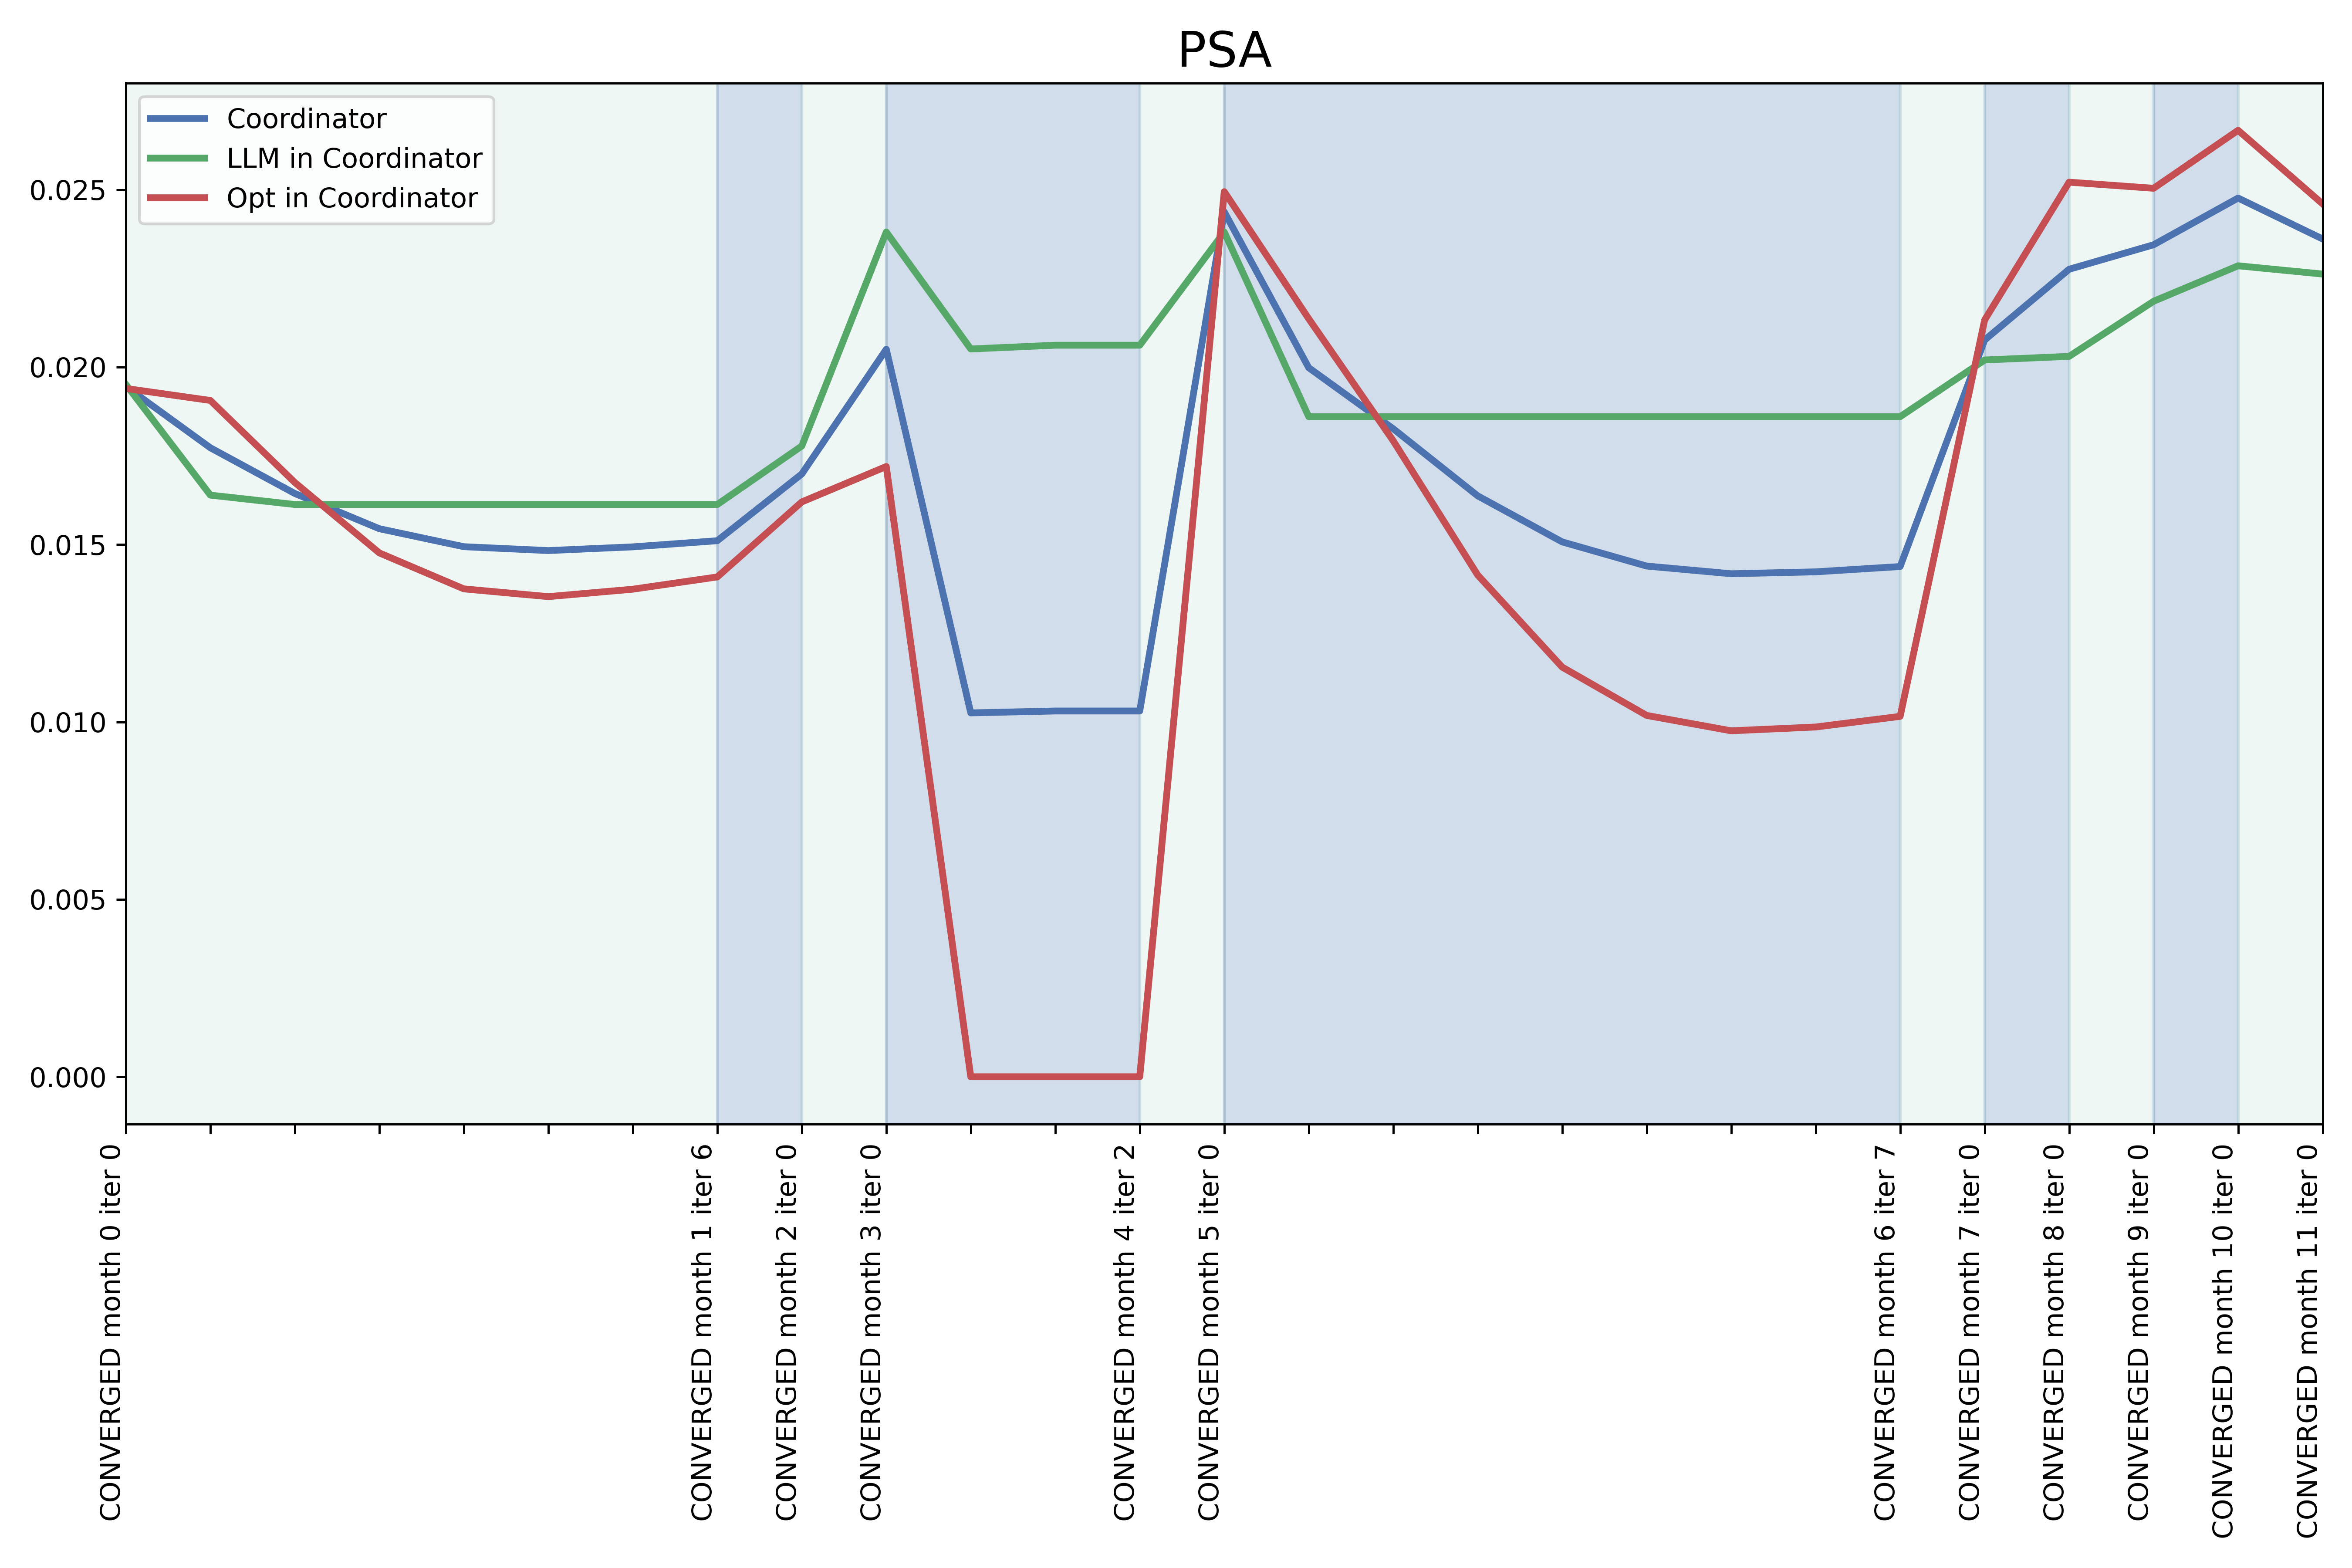 PSA
Coordinator
LLM in Coordinator
Opt in Coordinator
0.025
0.020
0.015
0.010
0.005
0.000
CONVERGED month 0 iter 0
CONVERGED month 1 iter 6
CONVERGED month 2 iter 0
CONVERGED month 3 iter 0
CONVERGED month 4 iter 2
CONVERGED month 5 iter 0
CONVERGED month 6 iter 7
CONVERGED month 7 iter 0
CONVERGED month 8 iter 0
CONVERGED month 9 iter 0
CONVERGED month 10 iter 0
CONVERGED month 11 iter 0